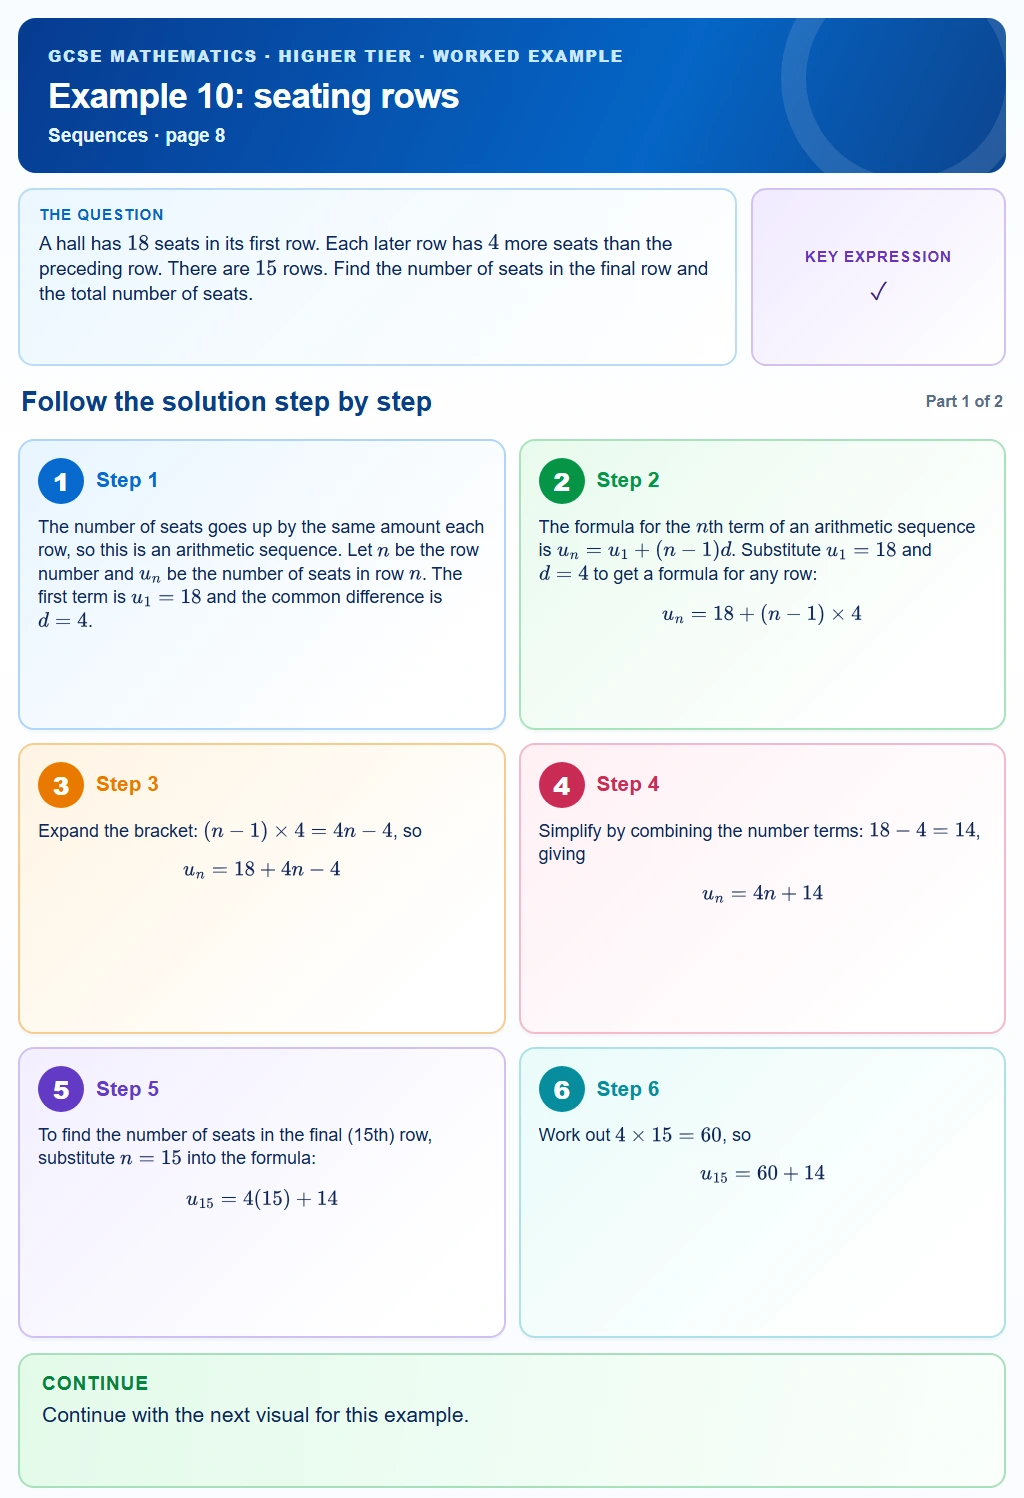 GCSE MATHEMATICS · HIGHER TIER · WORKED EXAMPLE
Example 10: seating rows
Sequences · page 8
THE QUESTION
A hall has 18 seats in its first row. Each later row has 4 more seats than the
preceding row. There are 15 rows. Find the number of seats in the final row and
the total number of seats.
KEY EXPRESSION
✓
Follow the solution step by step
Part 1 of 2
1 Step 1
The number of seats goes up by the same amount each
row, so this is an arithmetic sequence. Let n be the row
number and uₙ be the number of seats in row n. The
first term is u₁ = 18 and the common difference is
d = 4.
2 Step 2
The formula for the nth term of an arithmetic sequence
is uₙ = u₁ + (n − 1)d. Substitute u₁ = 18 and
d = 4 to get a formula for any row:
uₙ = 18 + (n − 1) × 4
3 Step 3
Expand the bracket: (n − 1) × 4 = 4n − 4, so
uₙ = 18 + 4n − 4
4 Step 4
Simplify by combining the number terms: 18 − 4 = 14,
giving
uₙ = 4n + 14
5 Step 5
To find the number of seats in the final (15th) row,
substitute n = 15 into the formula:
u₁₅ = 4(15) + 14
6 Step 6
Work out 4 × 15 = 60, so
u₁₅ = 60 + 14
CONTINUE
Continue with the next visual for this example.